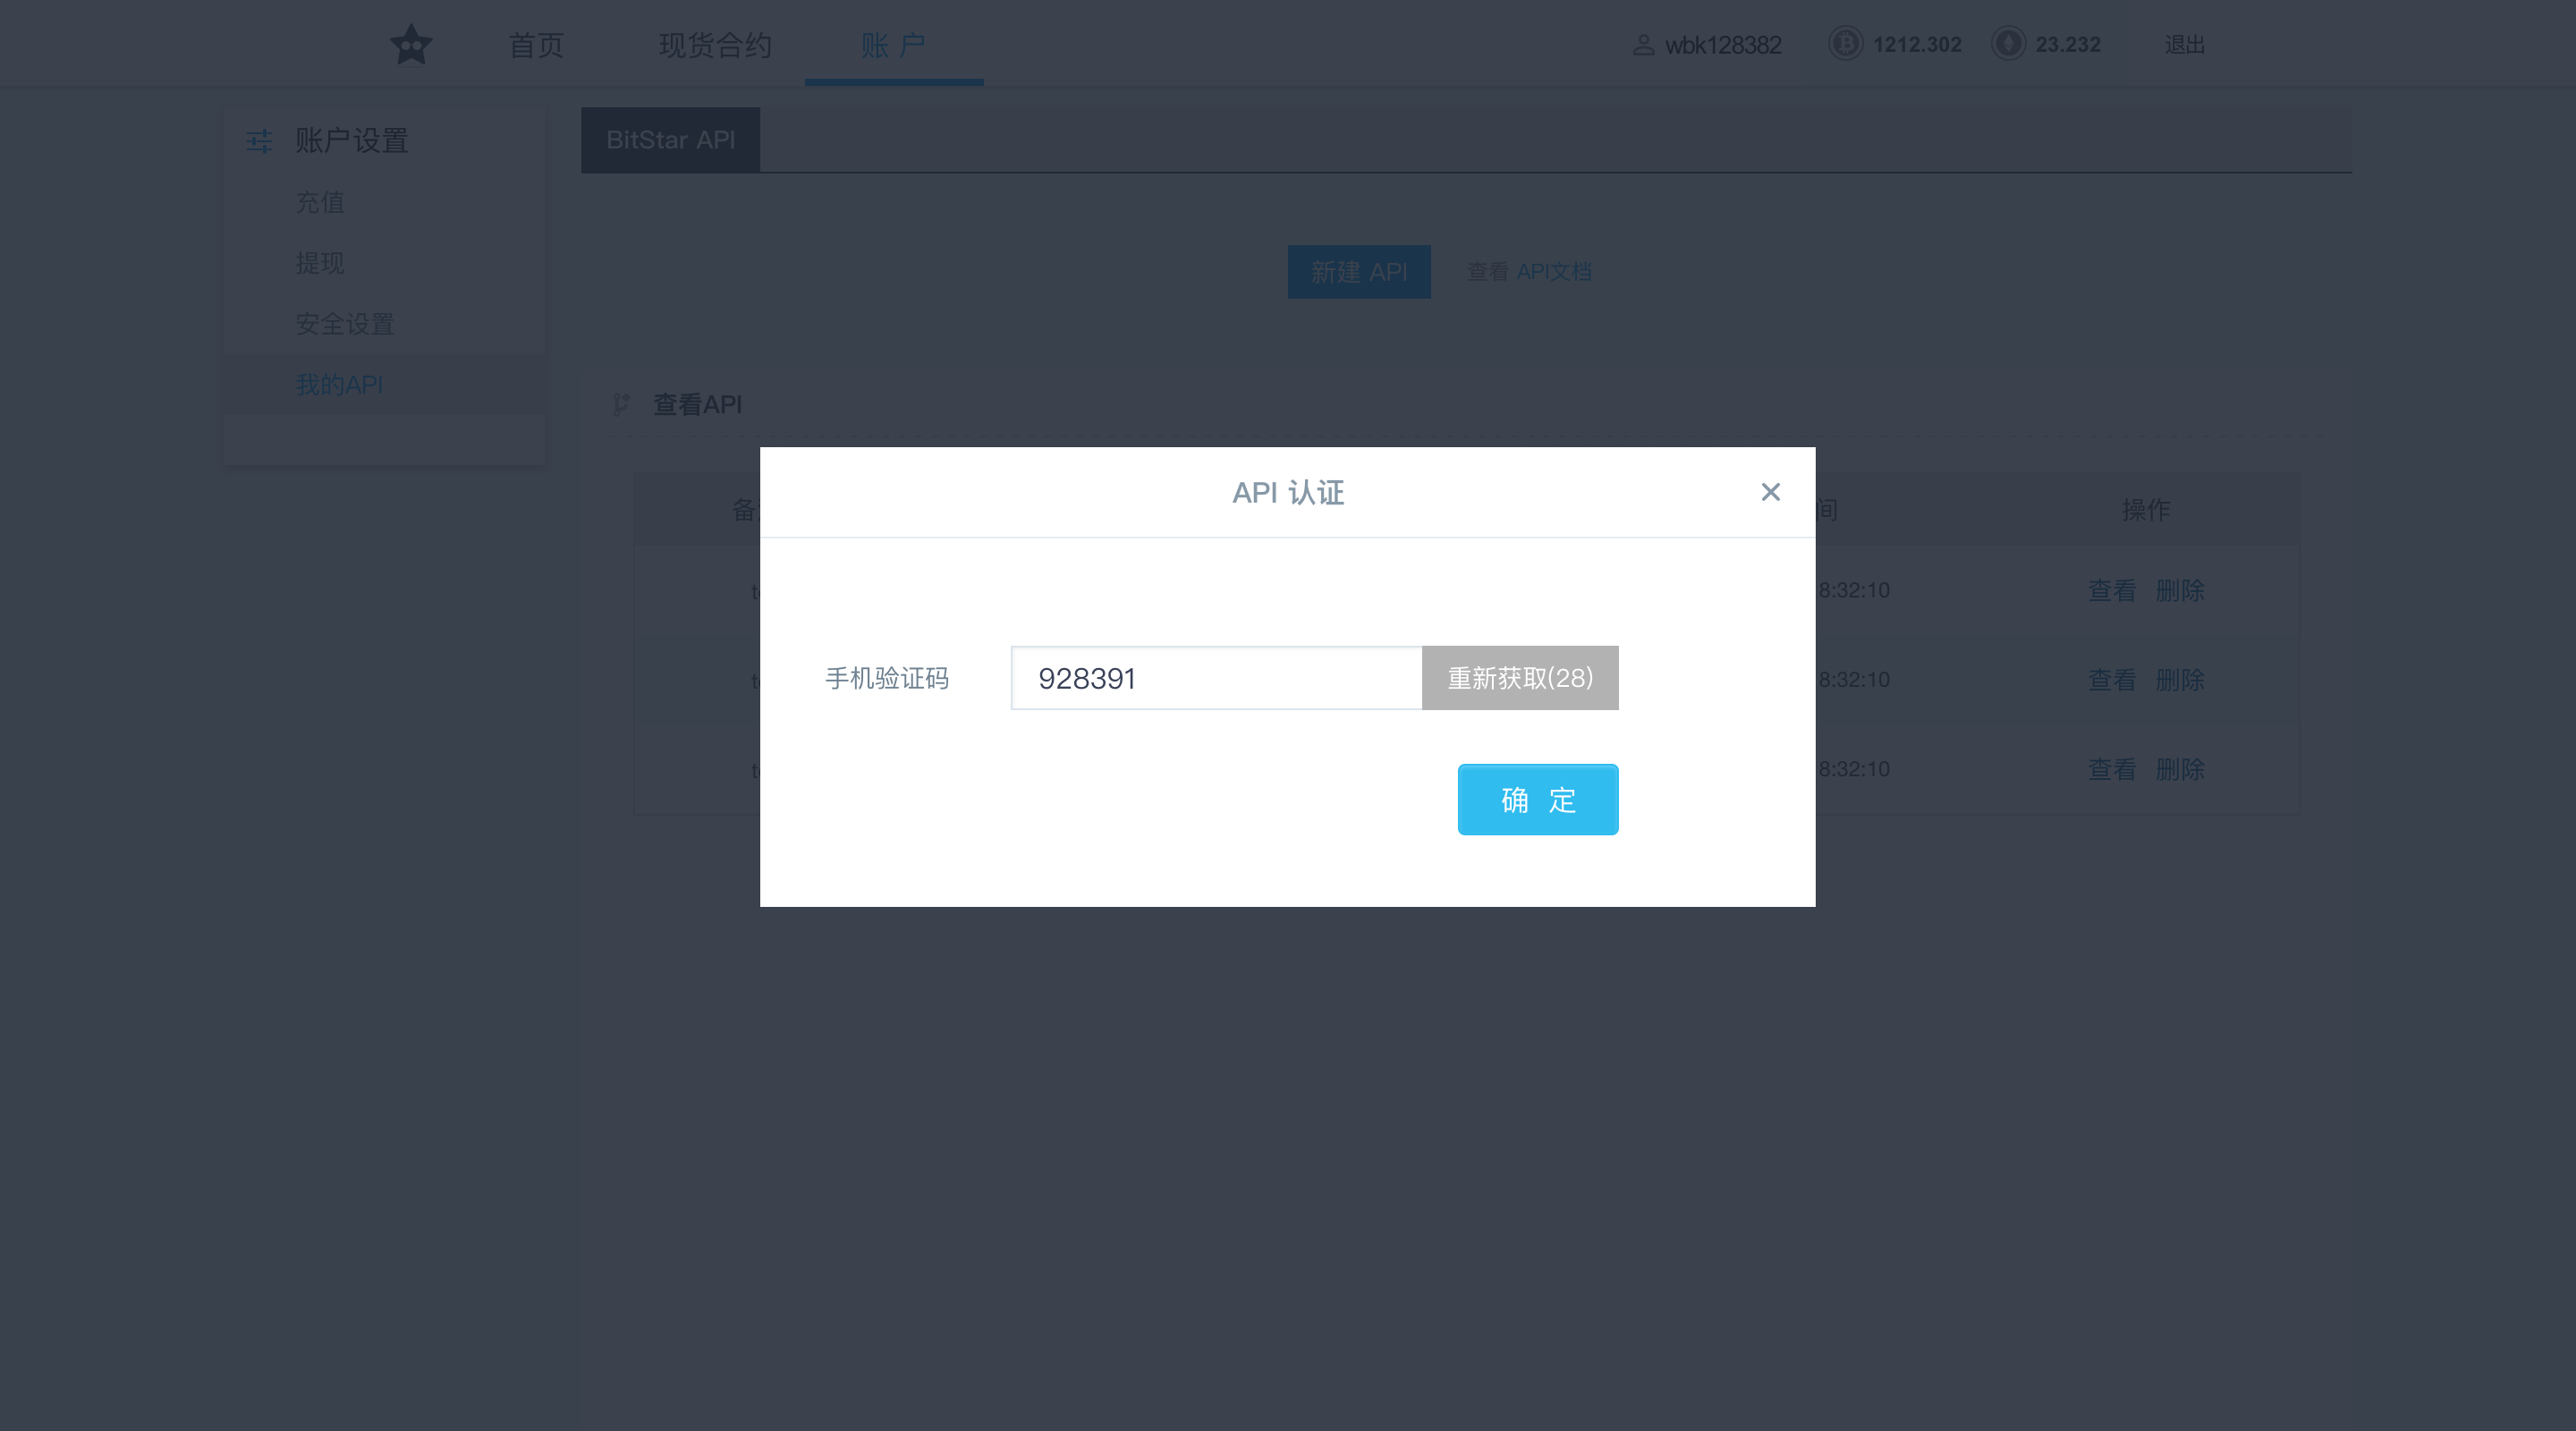 首页 现货合约 账 户 wbk128382 1212.302 23.232 退出
账户设置
充值
提现
安全设置
我的API
BitStar API
新建 API 查看 API文档
查看API
备 间 操作
8:32:10 查看 删除
8:32:10 查看 删除
8:32:10 查看 删除
API 认证
手机验证码 928391 重新获取(28)
确 定